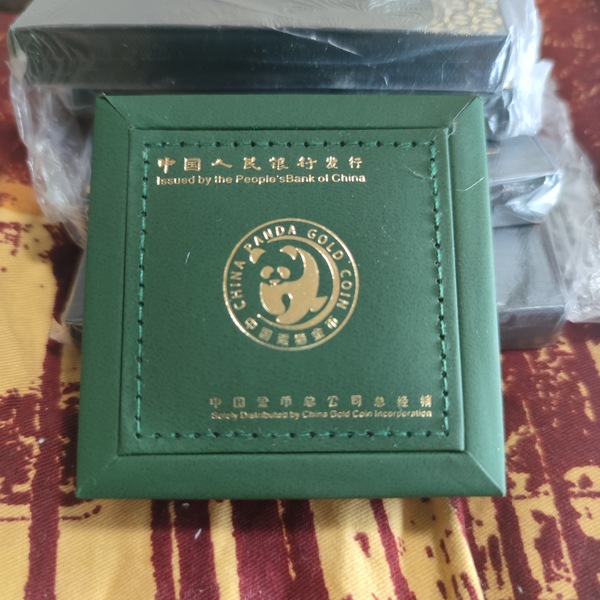 中国人民银行发行
Issued by the People'sBank of China
CHINA PANDA GOLD COIN
中国熊猫金币
中国金币总公司总经销
Solely Distributed by China Gold Coin Incorporation